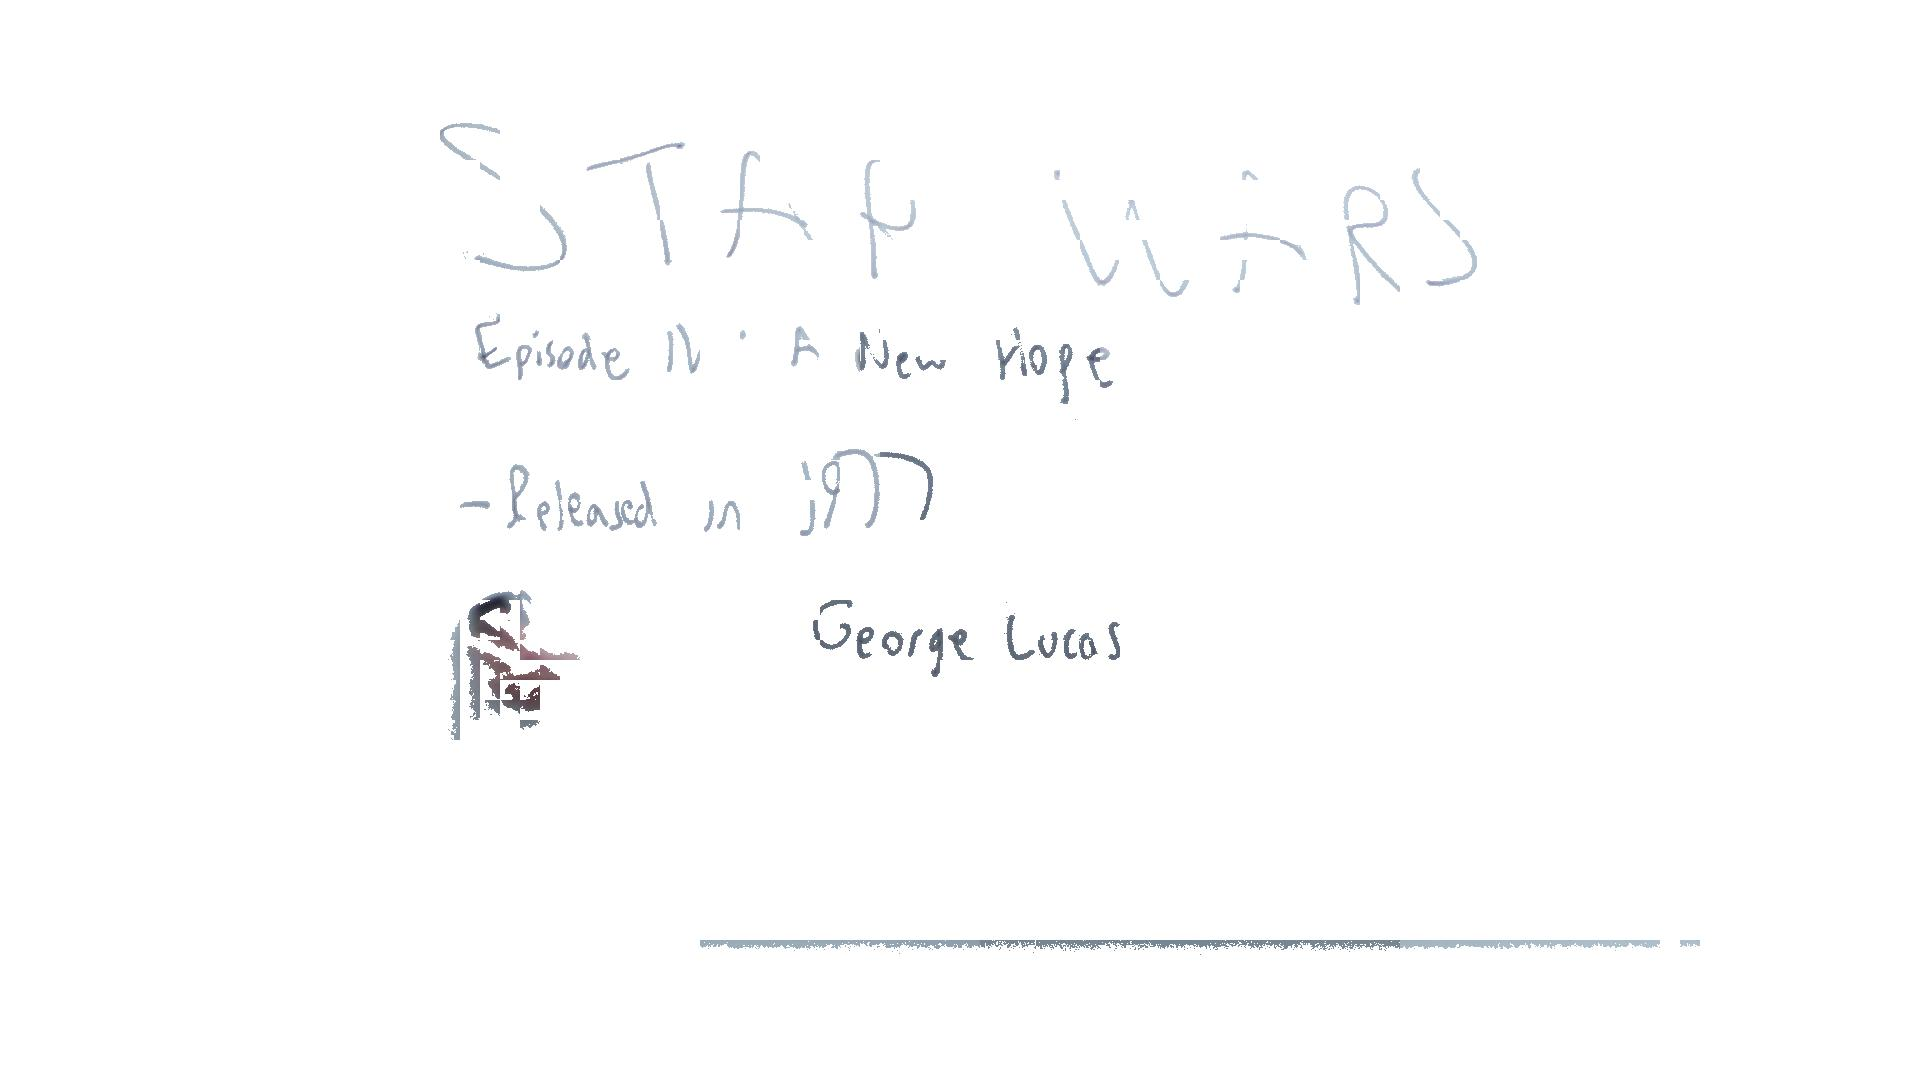 STAR WARS
Episode IV: A New Hope
- Released in 1977
George Lucas